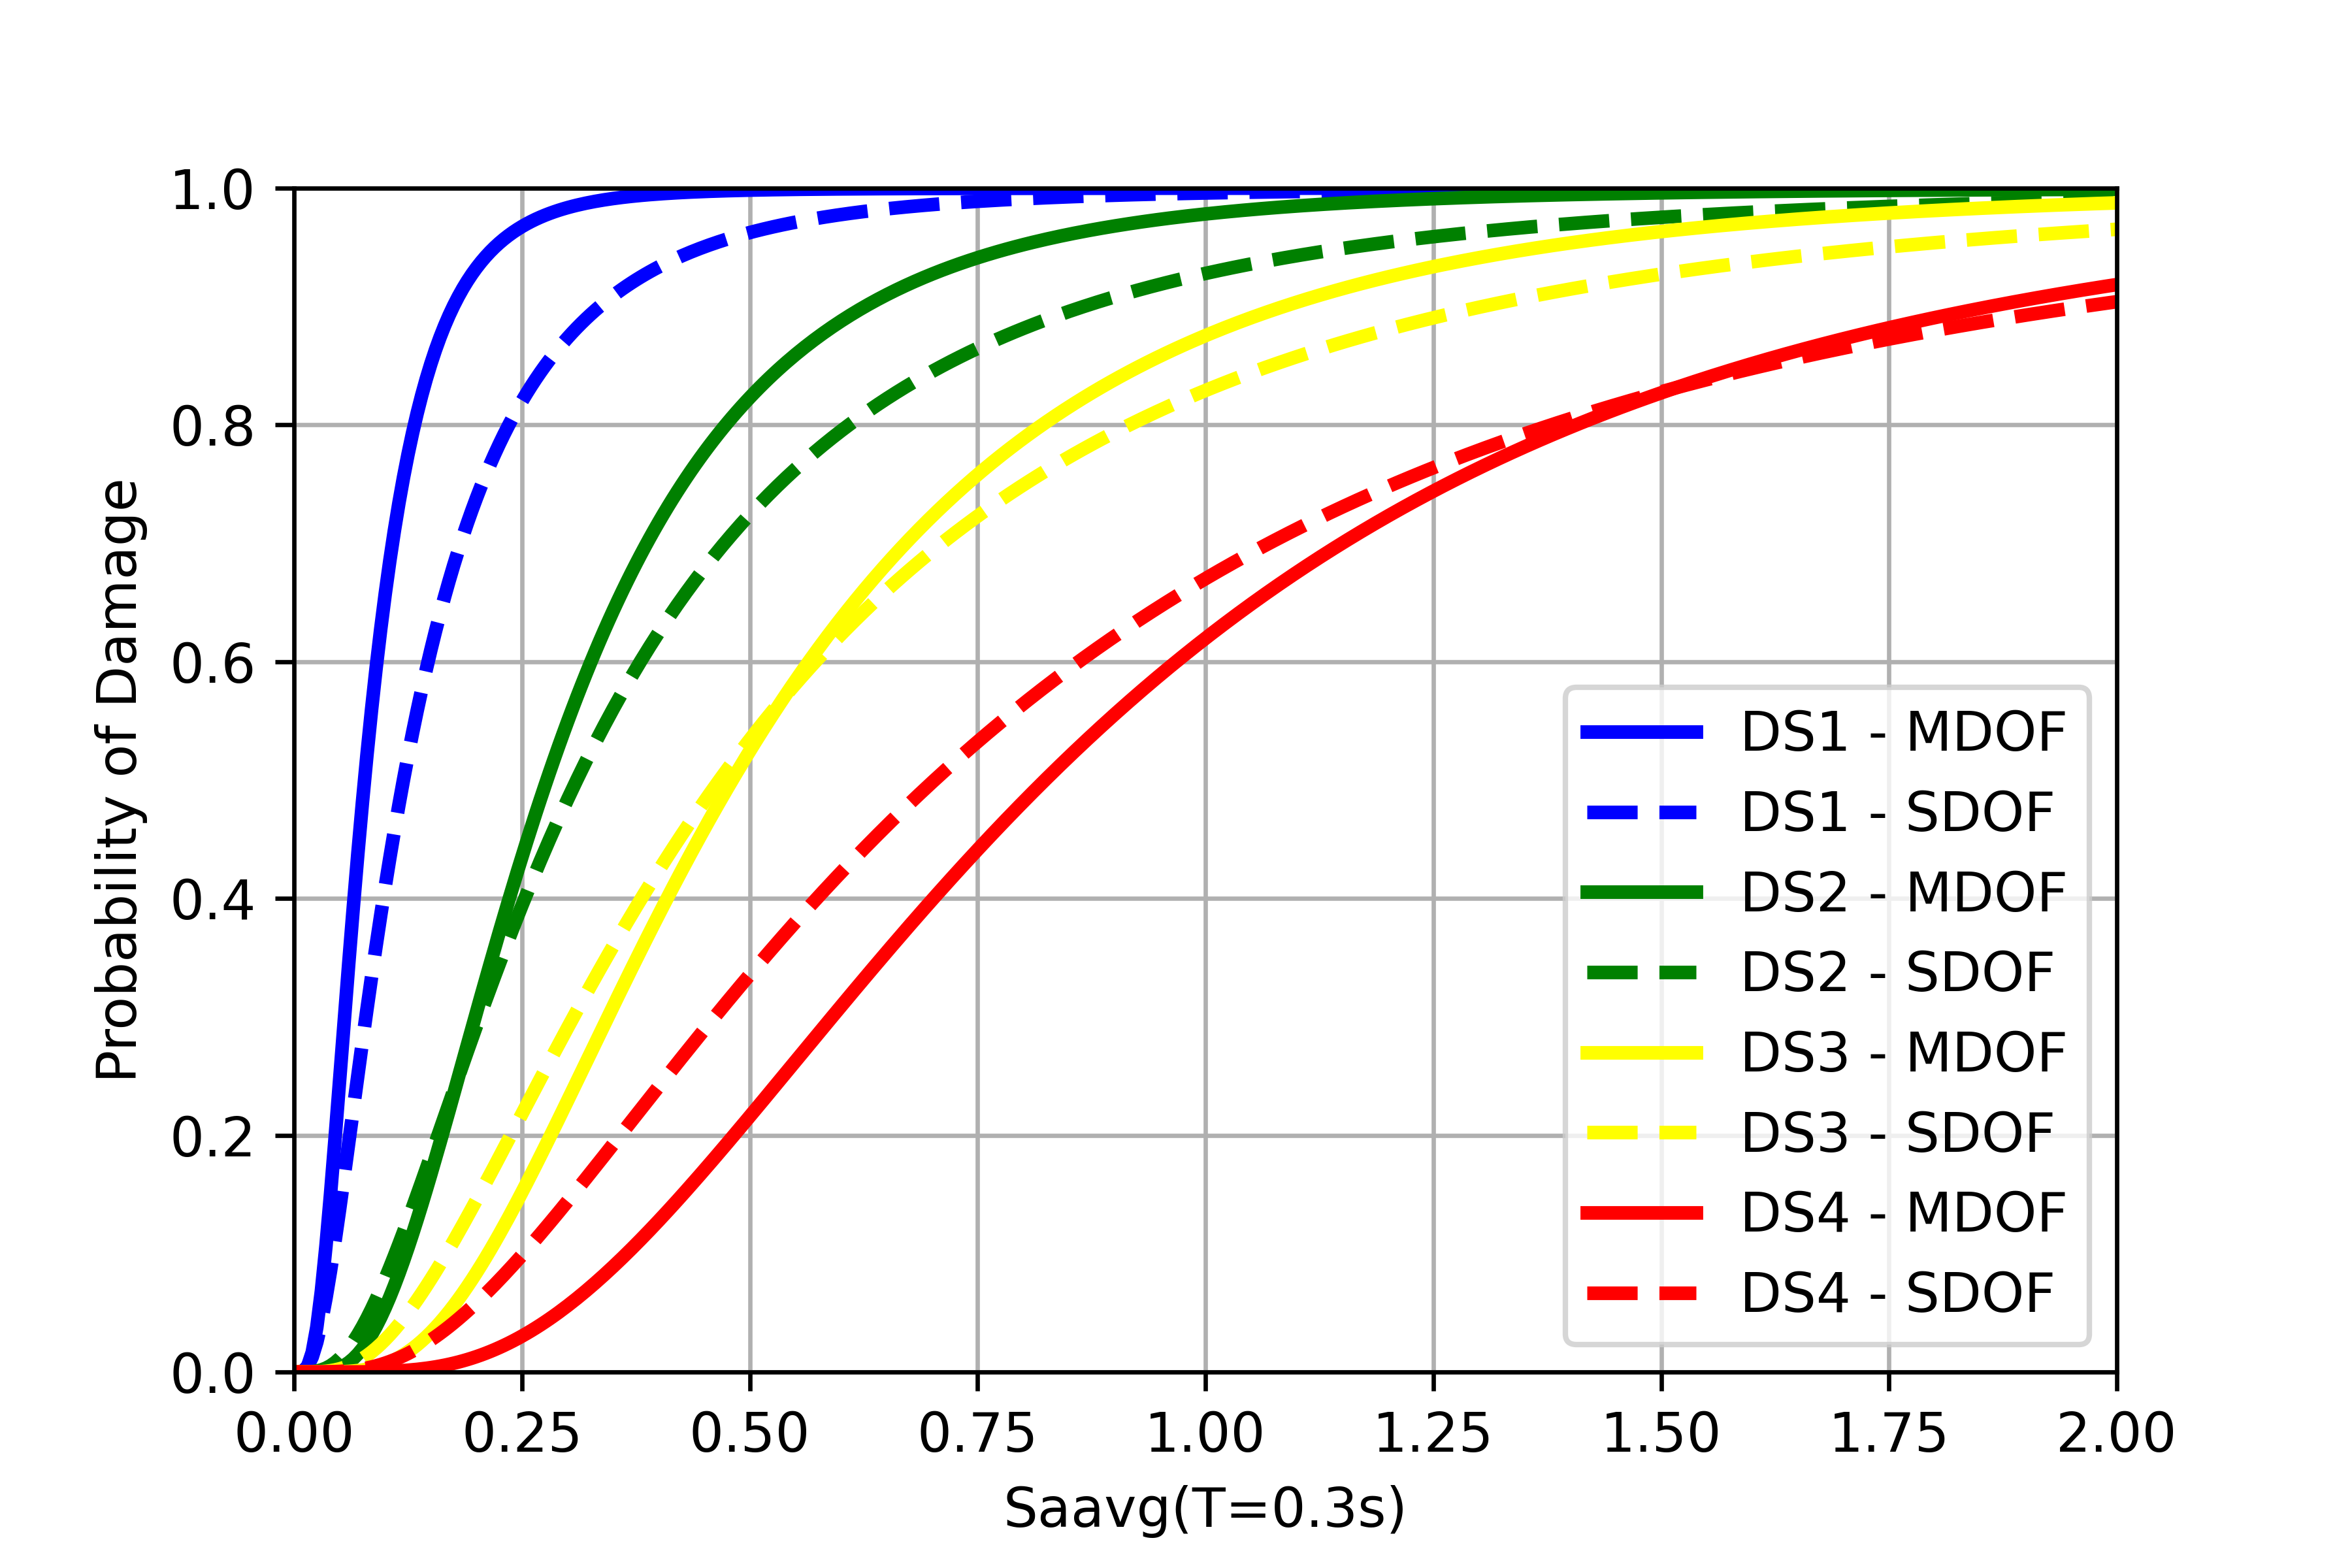 1.0
0.8
0.6
0.4
0.2
0.0
Probability of Damage
0.00 0.25 0.50 0.75 1.00 1.25 1.50 1.75 2.00
Saavg(T=0.3s)
DS1 - MDOF
DS1 - SDOF
DS2 - MDOF
DS2 - SDOF
DS3 - MDOF
DS3 - SDOF
DS4 - MDOF
DS4 - SDOF